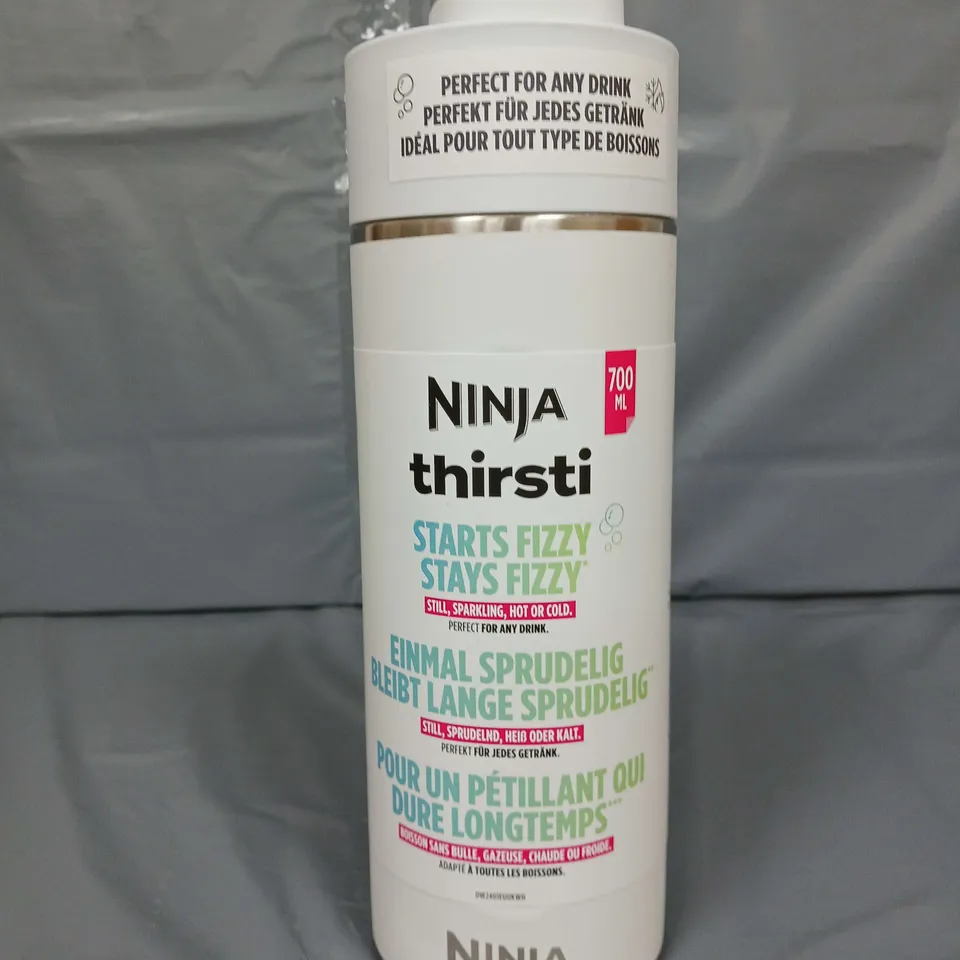 PERFECT FOR ANY DRINK
PERFEKT FÜR JEDES GETRÄNK
IDÉAL POUR TOUT TYPE DE BOISSONS
700
ML
NINJA
thirsti
STARTS FIZZY
STAYS FIZZY*
STILL, SPARKLING, HOT OR COLD.
PERFECT FOR ANY DRINK.
EINMAL SPRUDELIG
BLEIBT LANGE SPRUDELIG**
STILL, SPRUDELND, HEIß ODER KALT.
PERFEKT FÜR JEDES GETRÄNK.
POUR UN PÉTILLANT QUI
DURE LONGTEMPS***
BOISSON SANS BULLE, GAZEUSE, CHAUDE OU FROIDE.
ADAPTÉ À TOUTES LES BOISSONS.
NINJA